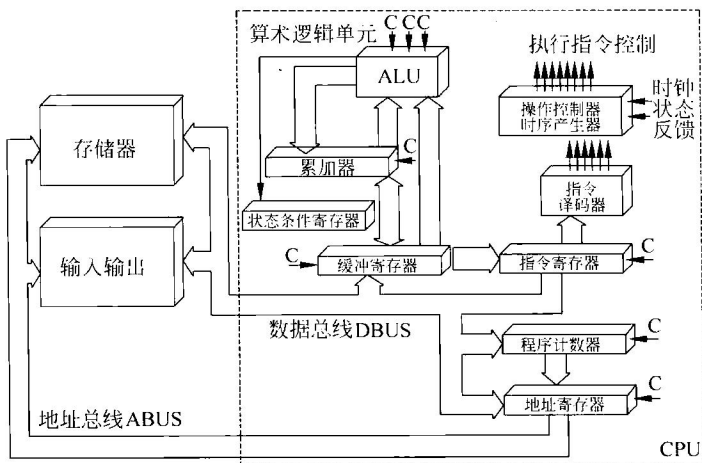 算术逻辑单元
C CC
执行指令控制
ALU
操作控制器
时序产生器
时钟
状态
反馈
存储器
C
累加器
指令
译码器
状态条件寄存器
输入输出
C
缓冲寄存器
指令寄存器
C
数据总线DBUS
程序计数器
C
地址寄存器
C
地址总线ABUS
CPU